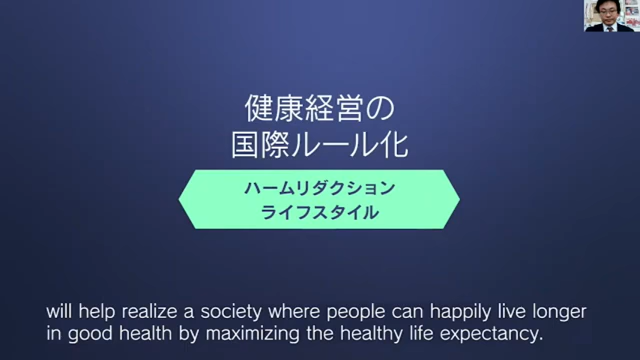 健康経営の
国際ルール化
ハームリダクション
ライフスタイル
will help realize a society where people can happily live longer
in good health by maximizing the healthy life expectancy.